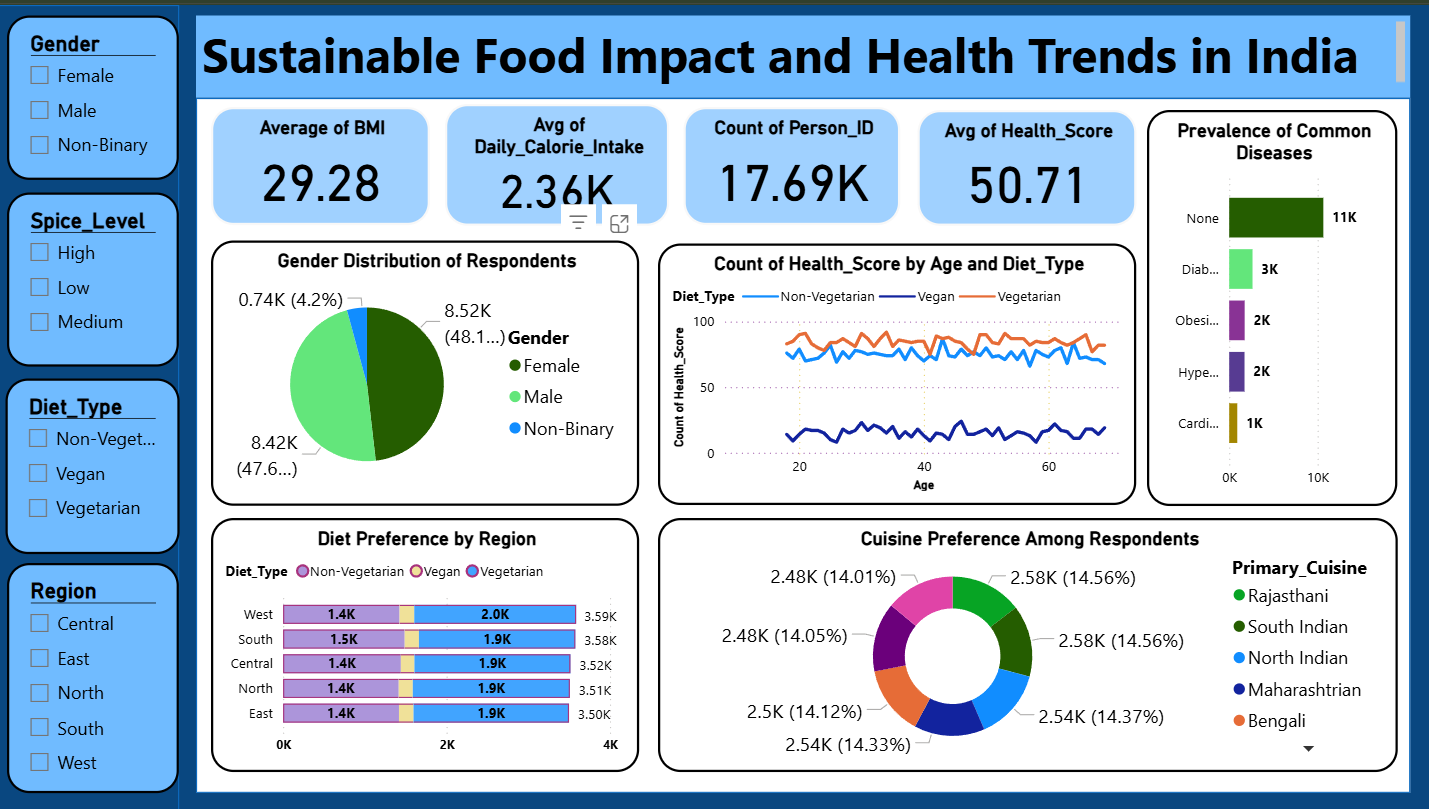 Sustainable Food Impact and Health Trends in India
Gender
Female
Male
Non-Binary
Spice_Level
High
Low
Medium
Diet_Type
Non-Veget...
Vegan
Vegetarian
Region
Central
East
North
South
West
Average of BMI
29.28
Avg of
Daily_Calorie_Intake
2.36K
Count of Person_ID
17.69K
Avg of Health_Score
50.71
Prevalence of Common
Diseases
None
11K
Diab...
3K
Obesi...
2K
Hype...
2K
Cardi...
1K
0K
10K
Gender Distribution of Respondents
0.74K (4.2%)
8.52K
(48.1...)
8.42K
(47.6...)
Gender
Female
Male
Non-Binary
Count of Health_Score by Age and Diet_Type
Diet_Type
Non-Vegetarian
Vegan
Vegetarian
Count of Health_Score
100
50
0
20
40
60
Age
Diet Preference by Region
Diet_Type
Non-Vegetarian
Vegan
Vegetarian
West 1.4K 2.0K 3.59K
South 1.5K 1.9K 3.58K
Central 1.4K 1.9K 3.52K
North 1.4K 1.9K 3.51K
East 1.4K 1.9K 3.50K
0K 2K 4K
Cuisine Preference Among Respondents
2.48K (14.01%)
2.58K (14.56%)
2.48K (14.05%)
2.58K (14.56%)
2.5K (14.12%)
2.54K (14.37%)
2.54K (14.33%)
Primary_Cuisine
Rajasthani
South Indian
North Indian
Maharashtrian
Bengali